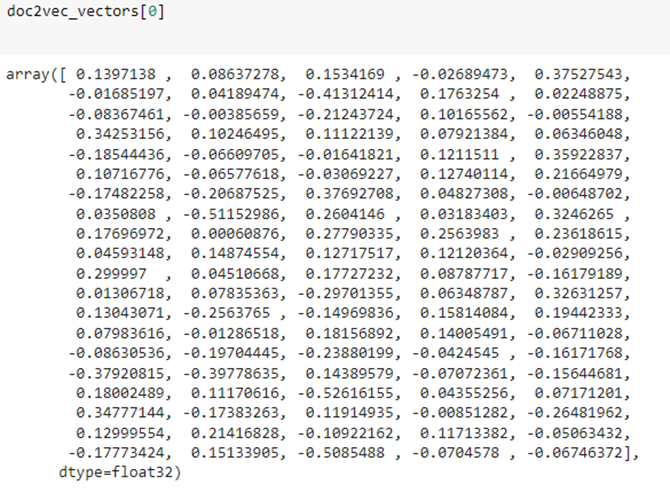 doc2vec_vectors[0]
array([ 0.1397138 ,  0.08637278,  0.1534169 , -0.02689473,  0.37527543,
       -0.01685197,  0.04189474, -0.41312414,  0.1763254 ,  0.02248875,
       -0.08367461, -0.00385659, -0.21243724,  0.10165562, -0.00554188,
        0.34253156,  0.10246495,  0.11122139,  0.07921384,  0.06346048,
       -0.18544436, -0.06609705, -0.01641821,  0.1211511 ,  0.35922837,
        0.10716776, -0.06577618, -0.03069227,  0.12740114,  0.21664979,
       -0.17482258, -0.20687525,  0.37692708,  0.04827308, -0.00648702,
        0.0350808 , -0.51152986,  0.2604146 ,  0.03183403,  0.3246265 ,
        0.17696972,  0.00060876,  0.27790335,  0.2563983 ,  0.23618615,
        0.04593148,  0.14874554,  0.12717517,  0.12120364, -0.02909256,
        0.299997  ,  0.04510668,  0.17727232,  0.08787717, -0.16179189,
        0.01306718,  0.07835363, -0.29701355,  0.06348787,  0.32631257,
        0.13043071, -0.2563765 , -0.14969836,  0.15814084,  0.19442333,
        0.07983616, -0.01286518,  0.18156892,  0.14005491, -0.06711028,
       -0.08630536, -0.19704445, -0.23880199, -0.0424545 , -0.16171768,
       -0.37920815, -0.39778635,  0.14389579, -0.07072361, -0.15644681,
        0.18002489,  0.11170616, -0.52616155,  0.04355256,  0.07171201,
        0.34777144, -0.17383263,  0.11914935, -0.00851282, -0.26481962,
        0.12999554,  0.21416828, -0.10922162,  0.11713382, -0.05063432,
       -0.17773424,  0.15133905, -0.5085488 , -0.0704578 , -0.06746372],
      dtype=float32)